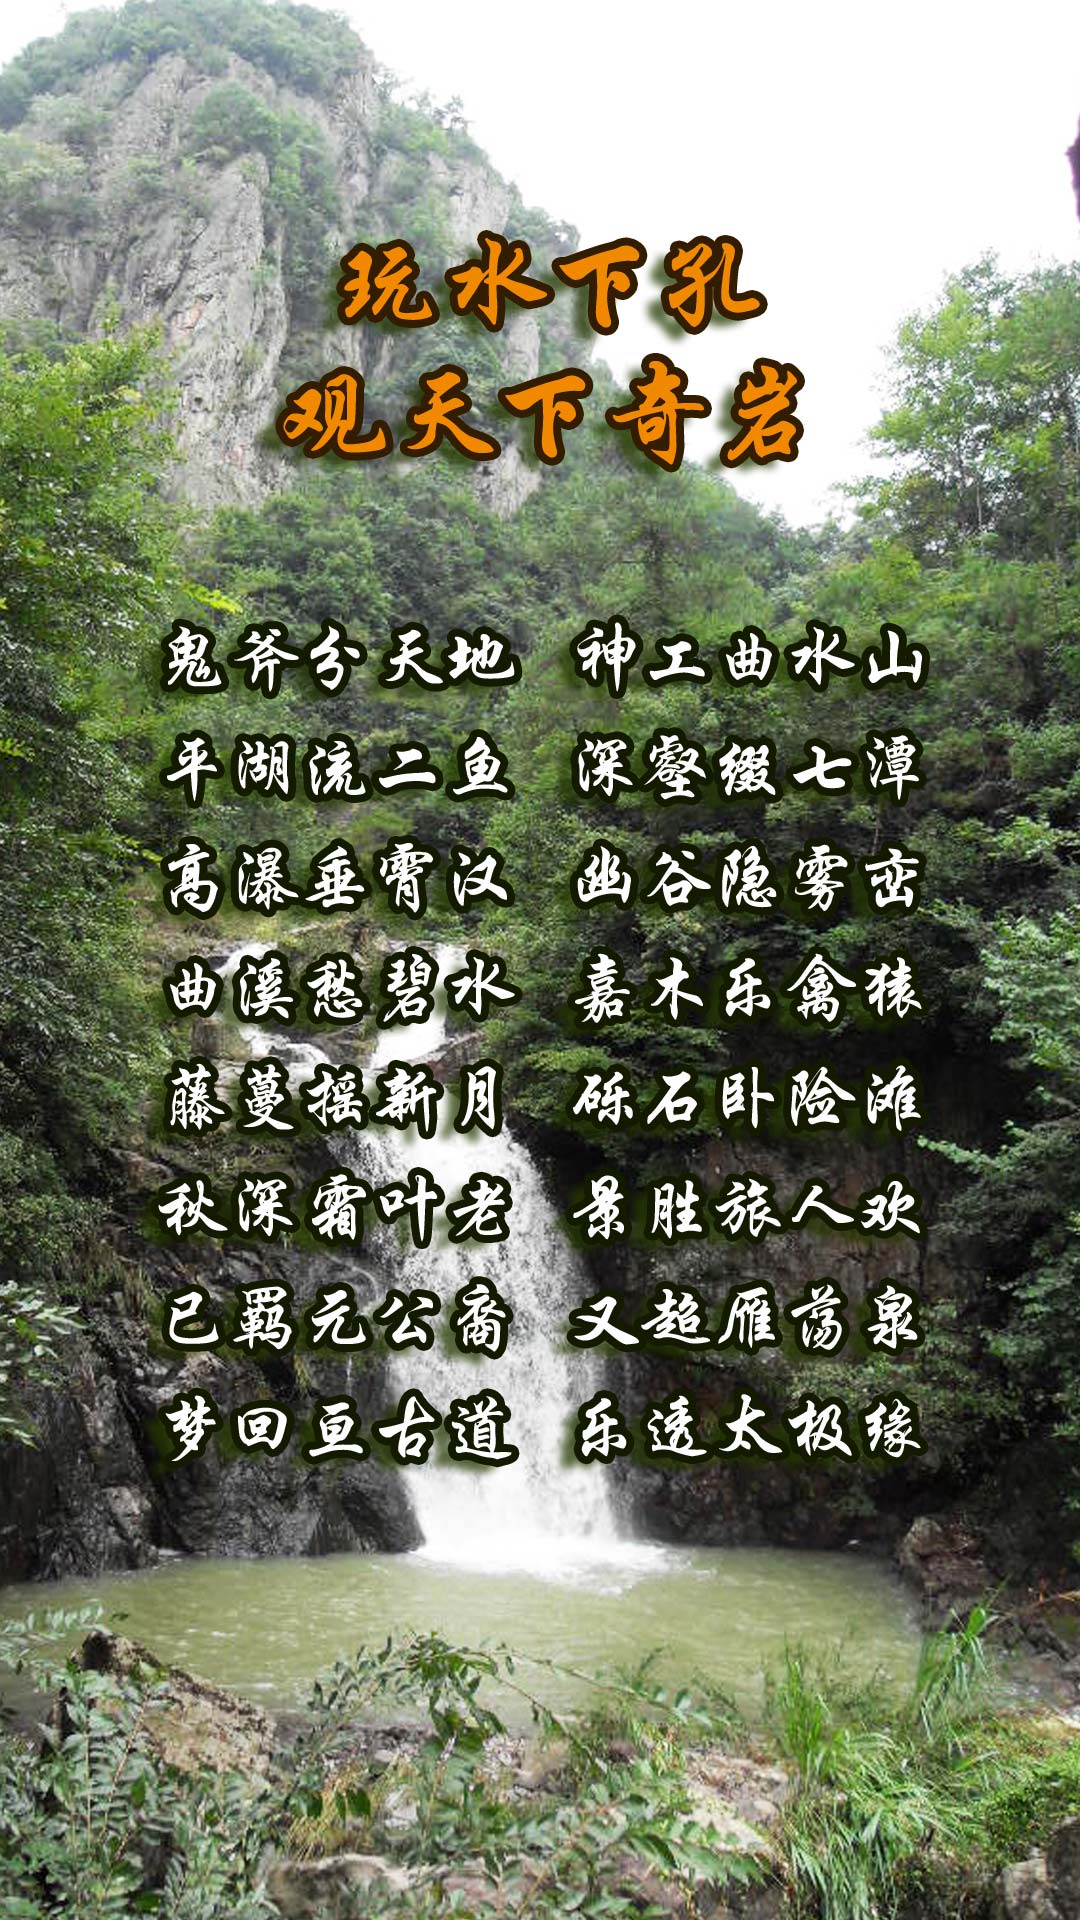 玩水下孔
观天下奇岩
鬼斧分天地 神工曲水山
平湖流二鱼 深壑缀七潭
高瀑垂霄汉 幽谷隐雾峦
曲溪愁碧水 嘉木乐禽猿
藤蔓摇新月 砾石卧险滩
秋深霜叶老 景胜旅人欢
已羁元公裔 又超雁荡泉
梦回亘古道 乐透太极缘